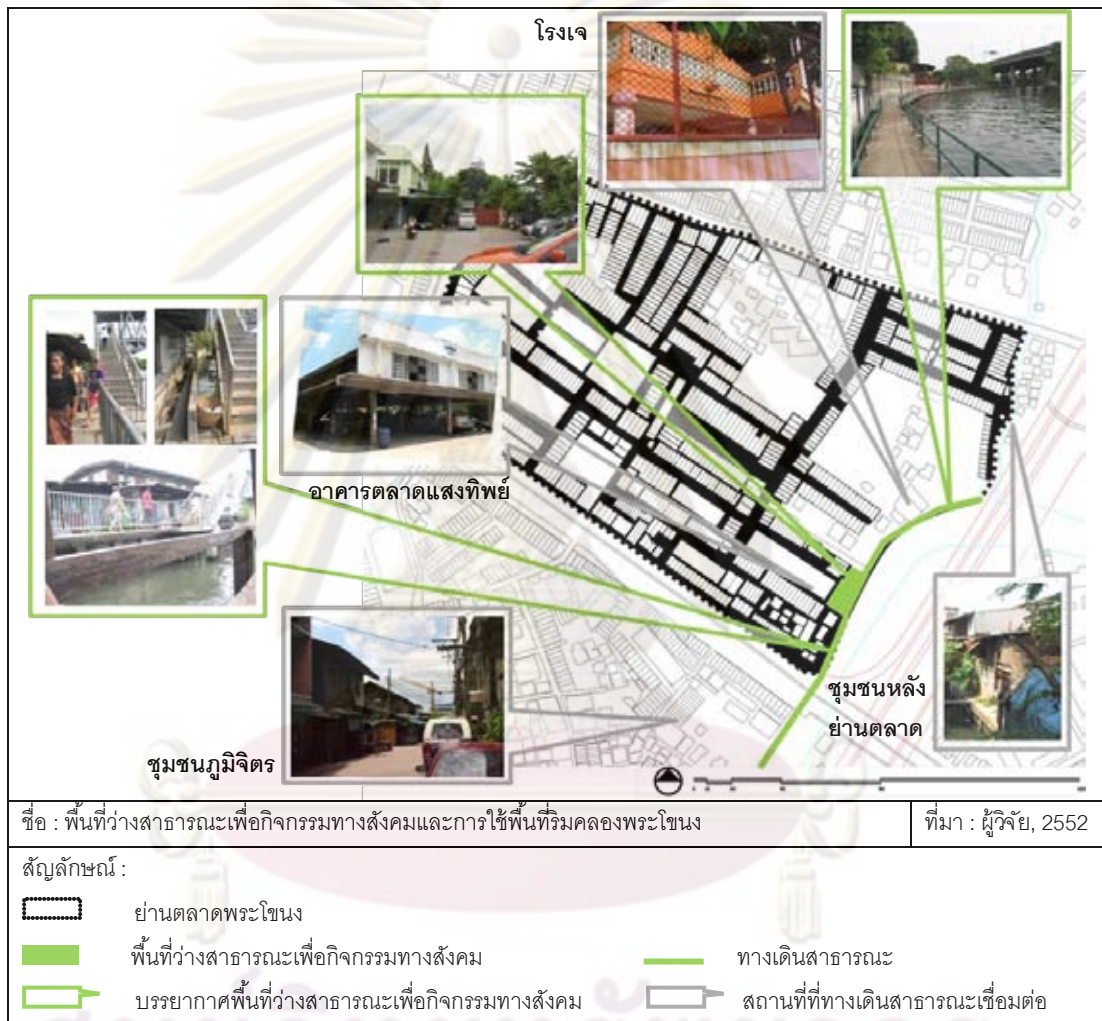 โรงเจ
อาคารตลาดแสงทิพย์
ชุมชนหลัง
ย่านตลาด
ชุมชนภูมิจิตร
ชื่อ : พื้นที่ว่างสาธารณะเพื่อกิจกรรมทางสังคมและการใช้พื้นที่ริมคลองพระโขนง
ที่มา : ผู้วิจัย, 2552
สัญลักษณ์ :
ย่านตลาดพระโขนง
พื้นที่ว่างสาธารณะเพื่อกิจกรรมทางสังคม
ทางเดินสาธารณะ
บรรยากาศพื้นที่ว่างสาธารณะเพื่อกิจกรรมทางสังคม
สถานที่ที่ทางเดินสาธารณะเชื่อมต่อ